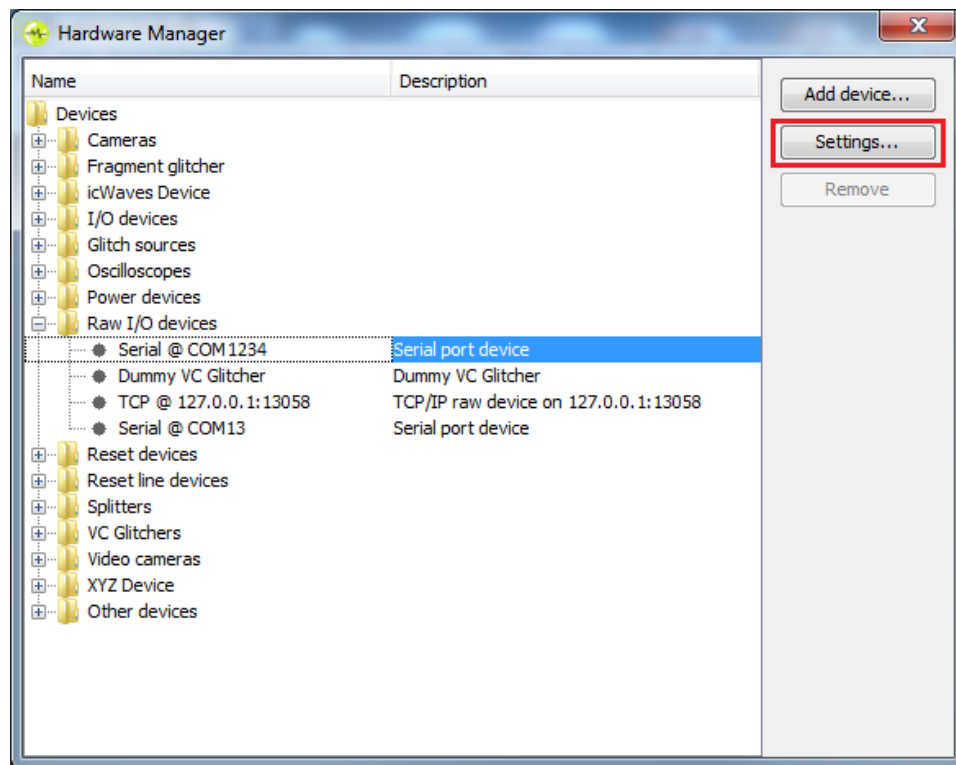 Hardware Manager
Name Description
Add device...
Devices
Cameras
Settings...
Fragment glitcher
icWaves Device
Remove
I/O devices
Glitch sources
Oscilloscopes
Power devices
Raw I/O devices
Serial @ COM1234 Serial port device
Dummy VC Glitcher Dummy VC Glitcher
TCP @ 127.0.0.1:13058 TCP/IP raw device on 127.0.0.1:13058
Serial @ COM13 Serial port device
Reset devices
Reset line devices
Splitters
VC Glitchers
Video cameras
XYZ Device
Other devices